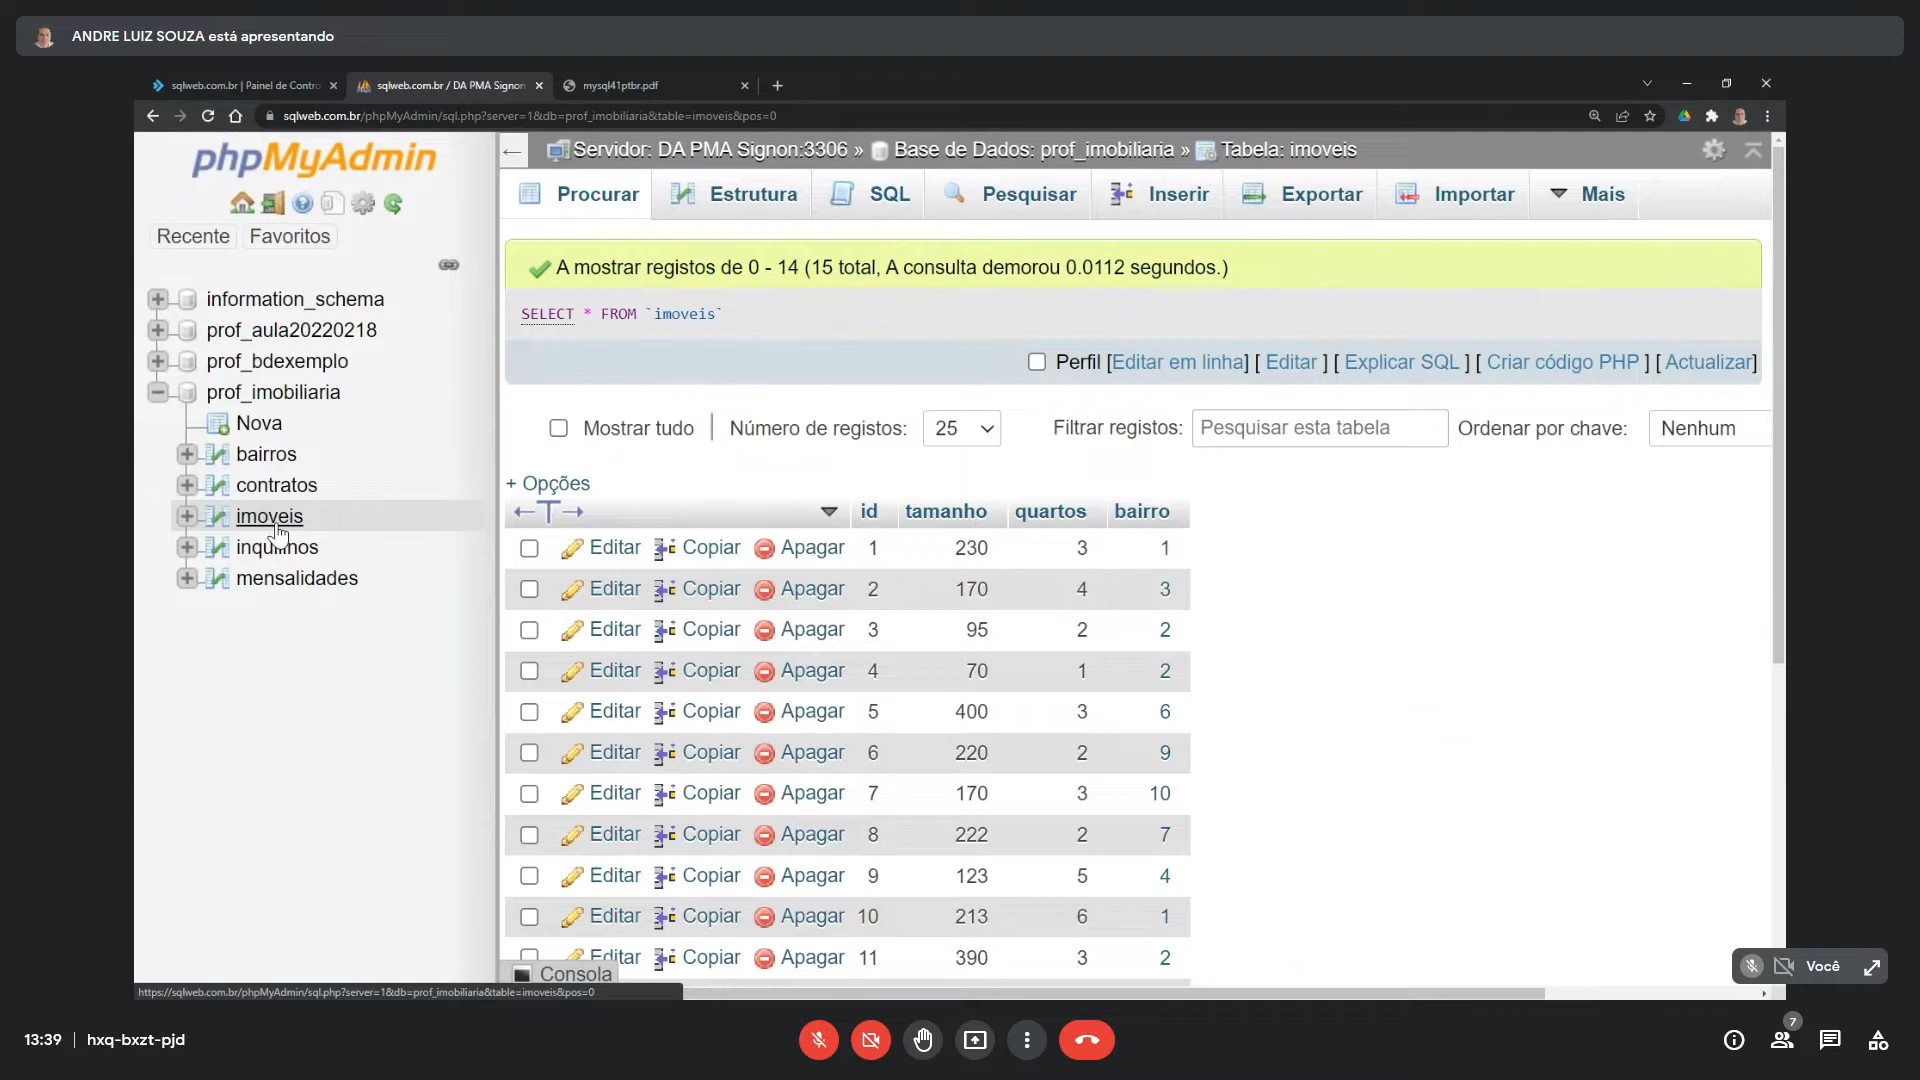 ANDRE LUIZ SOUZA está apresentando
sqlweb.com.br | Painel de Contro
sqlweb.com.br / DA PMA Signon
mysql41ptbr.pdf
sqlweb.com.br/phpMyAdmin/sql.php?server=1&db=prof_imobiliaria&table=imoveis&pos=0
phpMyAdmin
Recente Favoritos
information_schema
prof_aula20220218
prof_bdexemplo
prof_imobiliaria
Nova
bairros
contratos
imoveis
inquilinos
mensalidades
Servidor: DA PMA Signon:3306 » Base de Dados: prof_imobiliaria » Tabela: imoveis
Procurar Estrutura SQL Pesquisar Inserir Exportar Importar Mais
A mostrar registos de 0 - 14 (15 total, A consulta demorou 0.0112 segundos.)
SELECT * FROM `imoveis`
Perfil [Editar em linha] [ Editar ] [ Explicar SQL ] [ Criar código PHP ] [ Actualizar]
Mostrar tudo | Número de registos: 25 Filtrar registos: Pesquisar esta tabela Ordenar por chave: Nenhum
+ Opções
←T→ id tamanho quartos bairro
Editar Copiar Apagar 1 230 3 1
Editar Copiar Apagar 2 170 4 3
Editar Copiar Apagar 3 95 2 2
Editar Copiar Apagar 4 70 1 2
Editar Copiar Apagar 5 400 3 6
Editar Copiar Apagar 6 220 2 9
Editar Copiar Apagar 7 170 3 10
Editar Copiar Apagar 8 222 2 7
Editar Copiar Apagar 9 123 5 4
Editar Copiar Apagar 10 213 6 1
Editar Copiar Apagar 11 390 3 2
Consola
https://sqlweb.com.br/phpMyAdmin/sql.php?server=1&db=prof_imobiliaria&table=imoveis&pos=0
Você
13:39 | hxq-bxzt-pjd
7